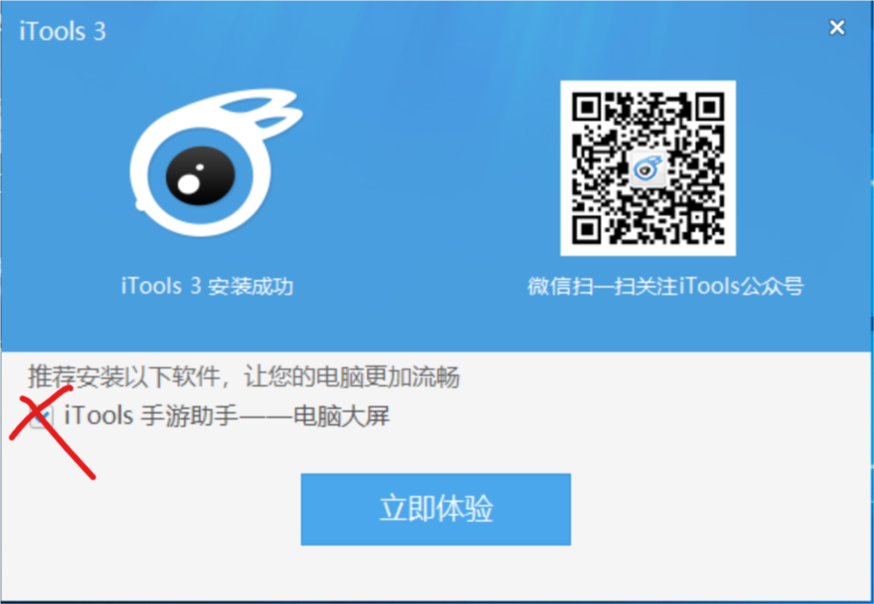 iTools 3
iTools 3 安装成功
微信扫一扫关注iTools公众号
推荐安装以下软件，让您的电脑更加流畅
iTools 手游助手——电脑大屏
立即体验